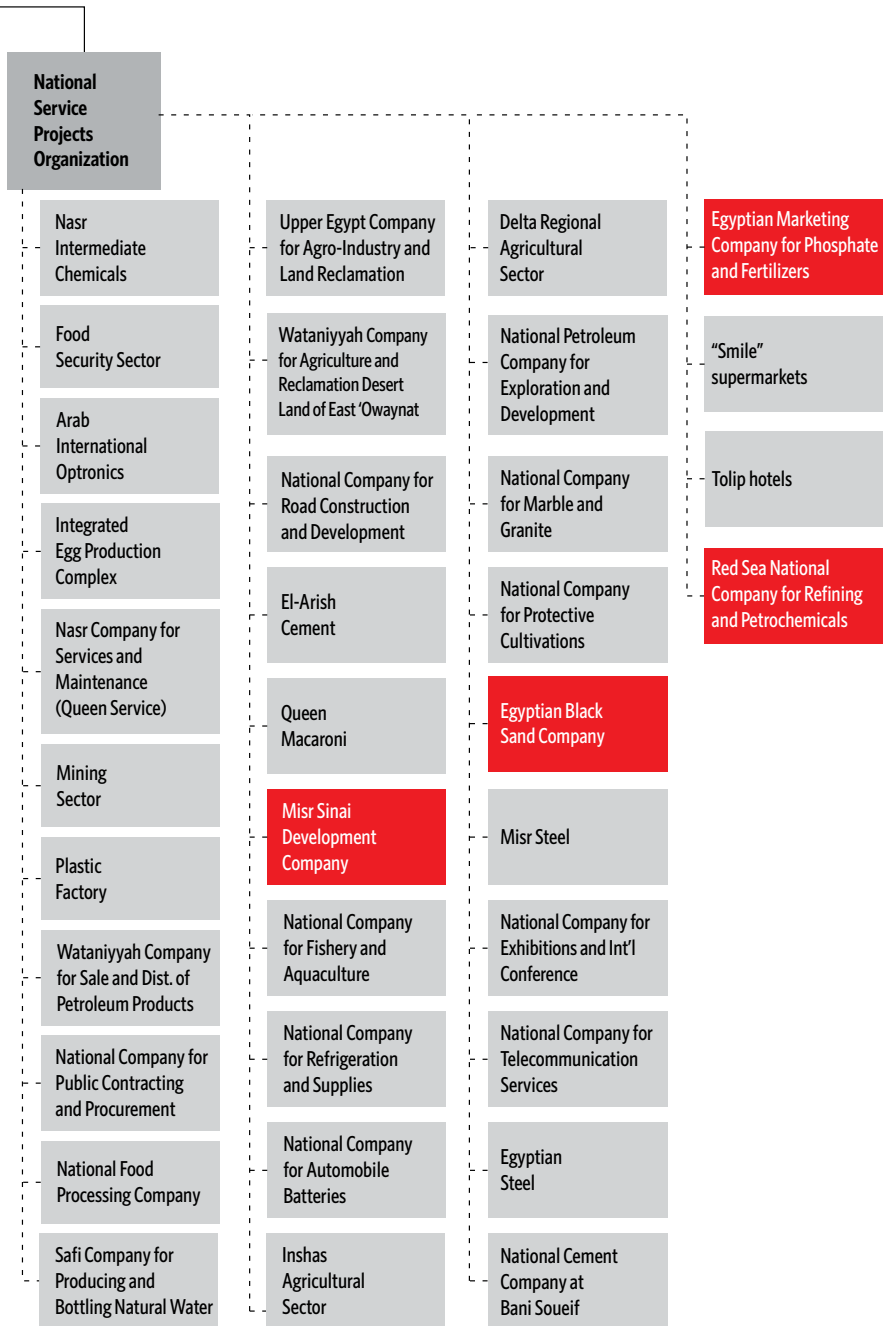 National
Service
Projects
Organization
Nasr
Intermediate
Chemicals
Food
Security Sector
Arab
International
Optronics
Integrated
Egg Production
Complex
Nasr Company for
Services and
Maintenance
(Queen Service)
Mining
Sector
Plastic
Factory
Wataniyyah Company
for Sale and Dist. of
Petroleum Products
National Company for
Public Contracting
and Procurement
National Food
Processing Company
Safi Company for
Producing and
Bottling Natural Water
Upper Egypt Company
for Agro-Industry and
Land Reclamation
Wataniyyah Company
for Agriculture and
Reclamation Desert
Land of East ‘Owaynat
National Company for
Road Construction
and Development
El-Arish
Cement
Queen
Macaroni
Misr Sinai
Development
Company
National Company
for Fishery and
Aquaculture
National Company
for Refrigeration
and Supplies
National Company
for Automobile
Batteries
Inshas
Agricultural
Sector
Delta Regional
Agricultural
Sector
National Petroleum
Company for
Exploration and
Development
National Company
for Marble and
Granite
National Company
for Protective
Cultivations
Egyptian Black
Sand Company
Misr Steel
National Company for
Exhibitions and Int’l
Conference
National Company for
Telecommunication
Services
Egyptian
Steel
National Cement
Company at
Bani Soueif
Egyptian Marketing
Company for Phosphate
and Fertilizers
“Smile”
supermarkets
Tolip hotels
Red Sea National
Company for Refining
and Petrochemicals